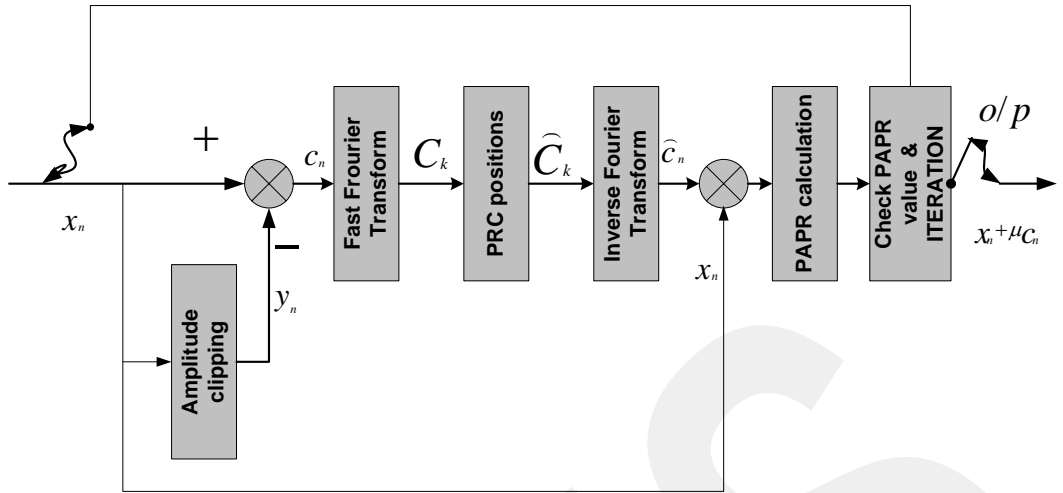 +
x_n
−
y_n
Amplitude
clipping
c_n
Fast Frourier
Transform
C_k
PRC positions
Ĉ_k
Inverse Fourier
Transform
ĉ_n
x_n
PAPR calculation
Check PAPR
value &
ITERATION
o/p
x_n + μc_n